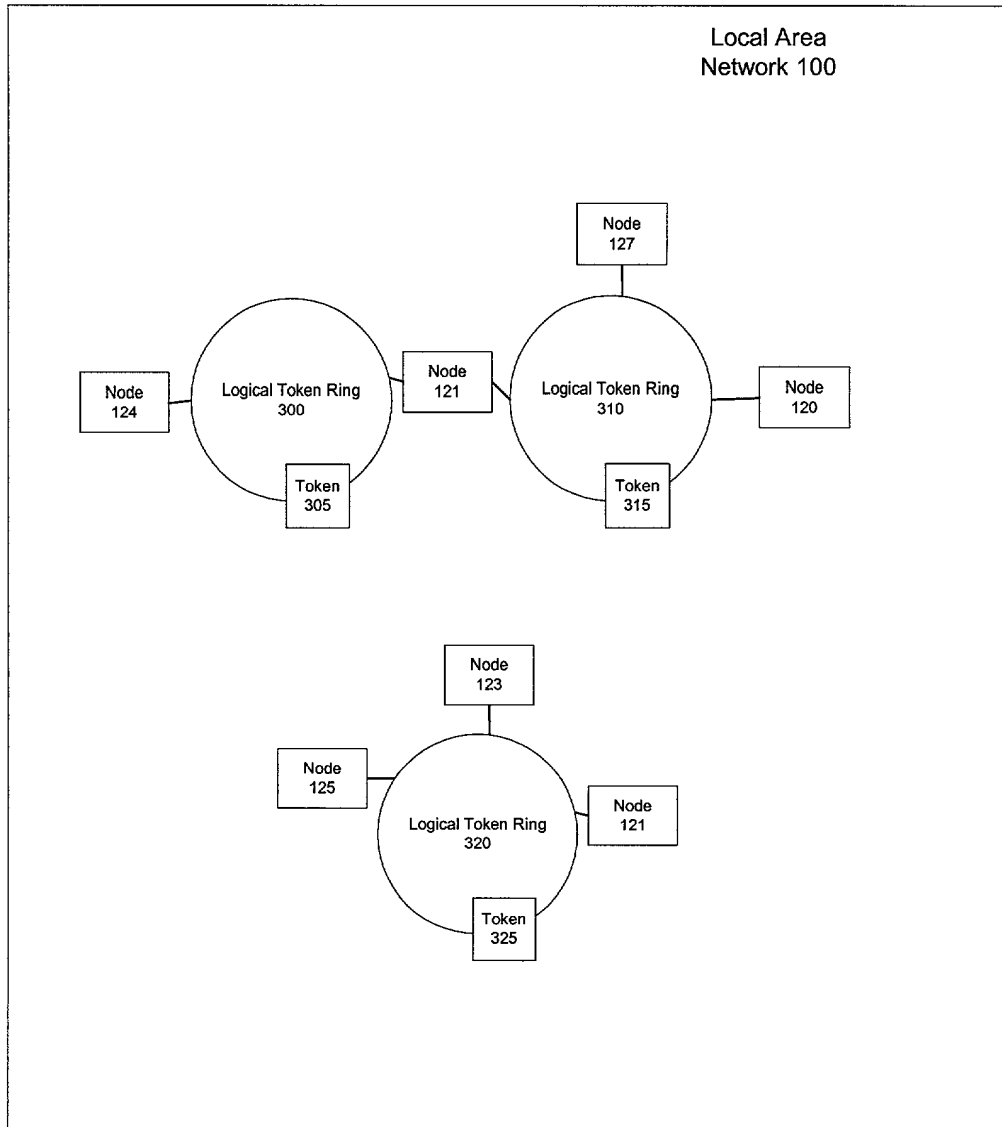 Local Area
Network 100
Node
127
Node
124
Logical Token Ring
300
Node
121
Logical Token Ring
310
Node
120
Token
305
Token
315
Node
123
Node
125
Logical Token Ring
320
Node
121
Token
325